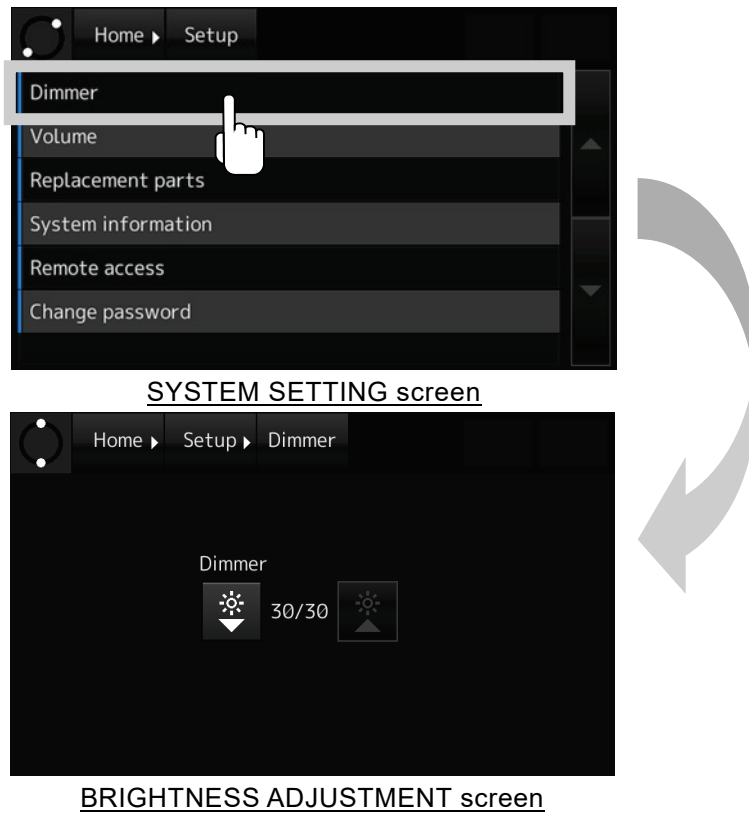 Home Setup
Dimmer
Volume
Replacement parts
System information
Remote access
Change password
SYSTEM SETTING screen
Home Setup Dimmer
Dimmer
30/30
BRIGHTNESS ADJUSTMENT screen